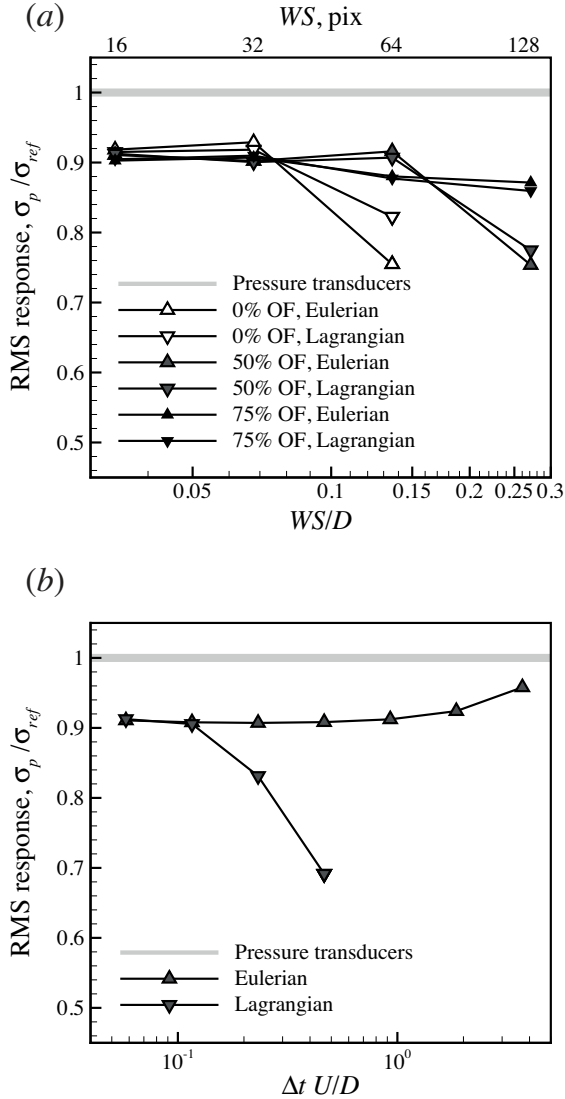 (a)
WS, pix
16 32 64 128
1
0.9
0.8
0.7
0.6
0.5
RMS response, σp/σref
Pressure transducers
0% OF, Eulerian
0% OF, Lagrangian
50% OF, Eulerian
50% OF, Lagrangian
75% OF, Eulerian
75% OF, Lagrangian
0.05 0.1 0.15 0.2 0.25 0.3
WS/D
(b)
1
0.9
0.8
0.7
0.6
0.5
RMS response, σp/σref
Pressure transducers
Eulerian
Lagrangian
10⁻¹ 10⁰
Δt U/D